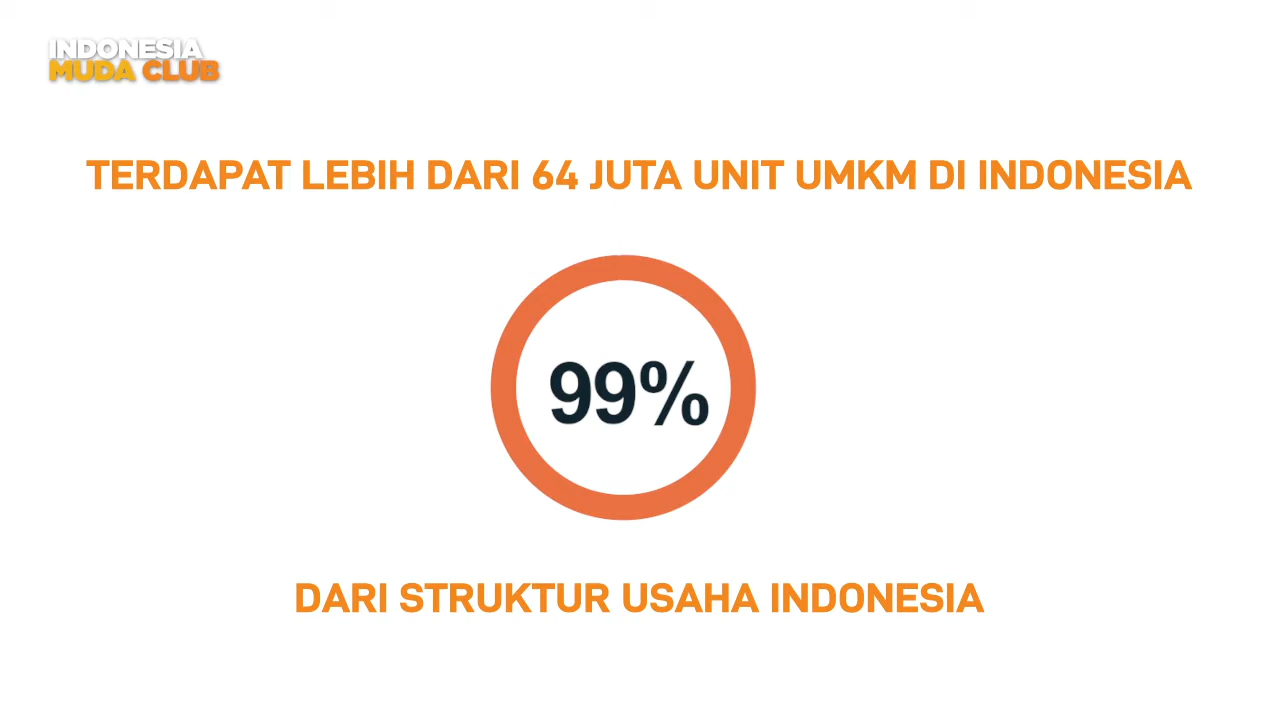 INDONESIA
MUDA CLUB
TERDAPAT LEBIH DARI 64 JUTA UNIT UMKM DI INDONESIA
99%
DARI STRUKTUR USAHA INDONESIA